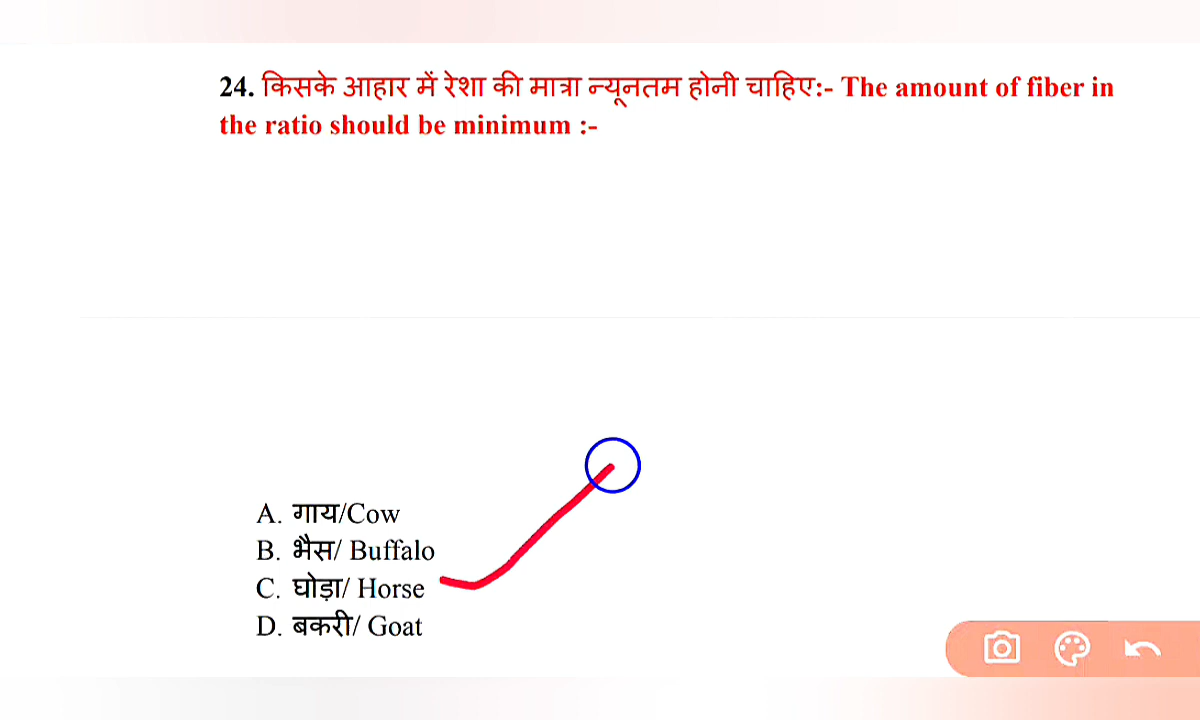 24. किसके आहार में रेशा की मात्रा न्यूनतम होनी चाहिए:- The amount of fiber in
the ratio should be minimum :-
A. गाय/Cow
B. भैस/ Buffalo
C. घोड़ा/ Horse
D. बकरी/ Goat